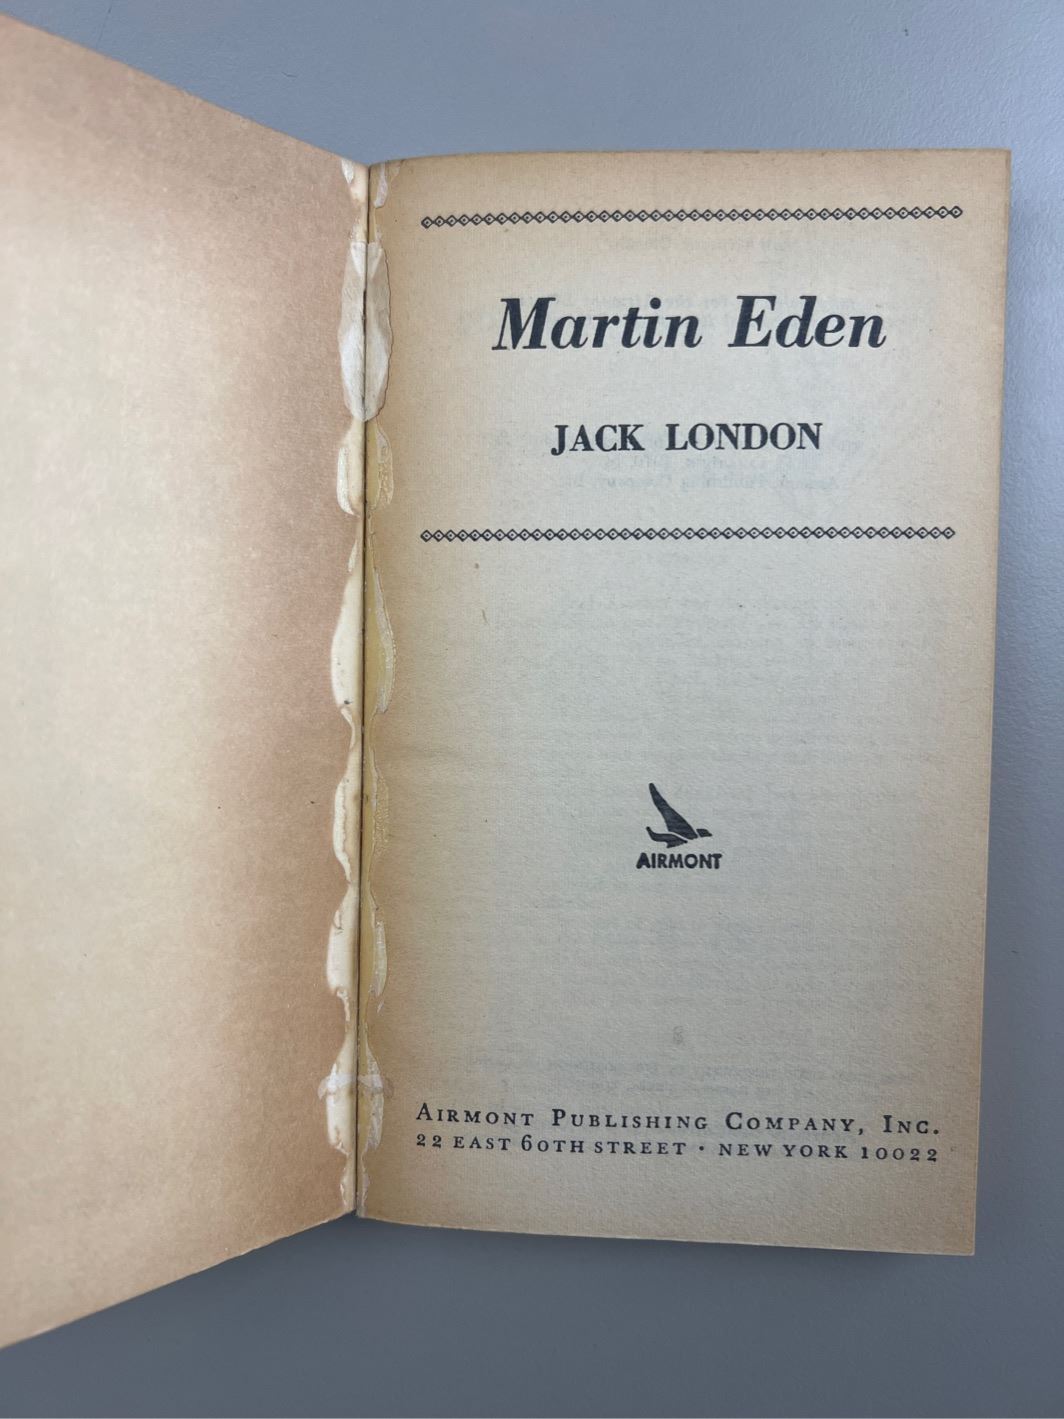 Martin Eden
JACK LONDON
AIRMONT
AIRMONT PUBLISHING COMPANY, INC.
22 EAST 60TH STREET · NEW YORK 10022